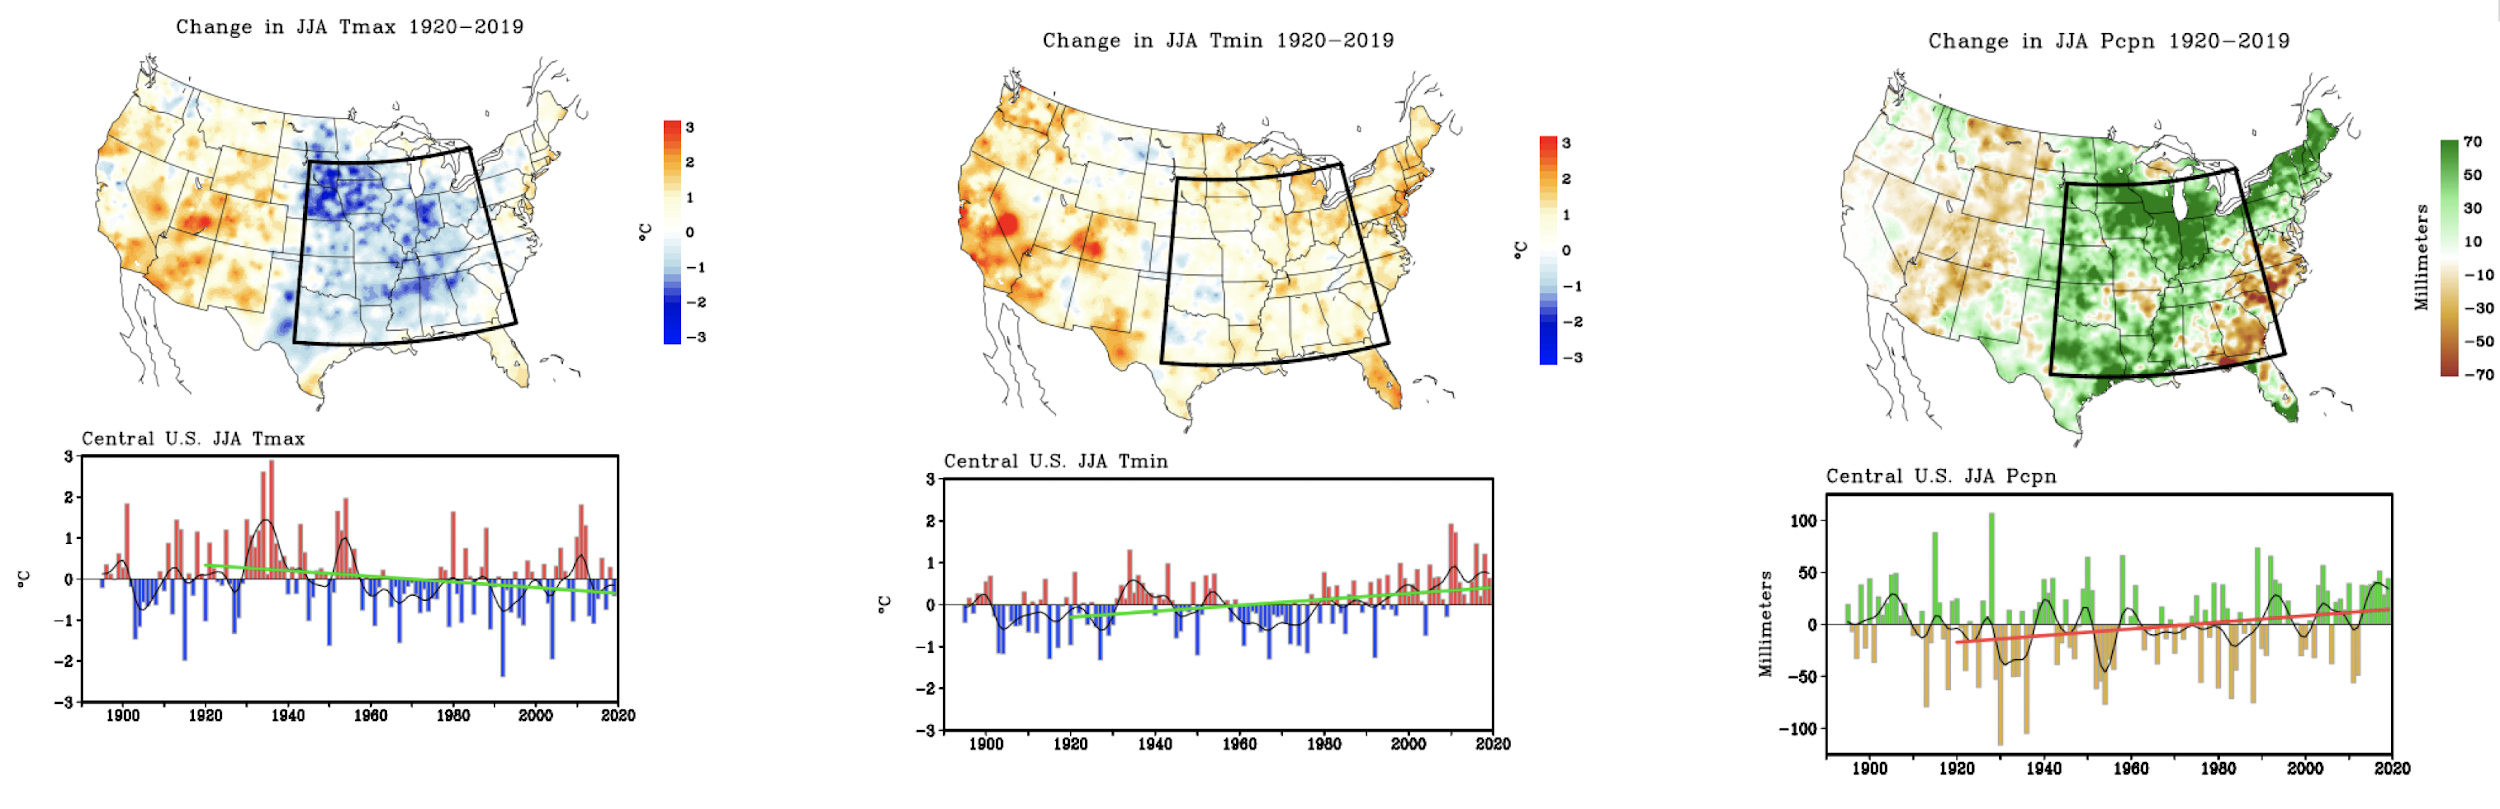 Change in JJA Tmax 1920−2019
3
2
1
0
−1
−2
−3
°C
Central U.S. JJA Tmax
3
2
1
0
−1
−2
−3
°C
1900 1920 1940 1960 1980 2000 2020
Change in JJA Tmin 1920−2019
3
2
1
0
−1
−2
−3
°C
Central U.S. JJA Tmin
3
2
1
0
−1
−2
−3
°C
1900 1920 1940 1960 1980 2000 2020
Change in JJA Pcpn 1920−2019
70
50
30
10
−10
−30
−50
−70
Millimeters
Central U.S. JJA Pcpn
100
50
0
−50
−100
Millimeters
1900 1920 1940 1960 1980 2000 2020